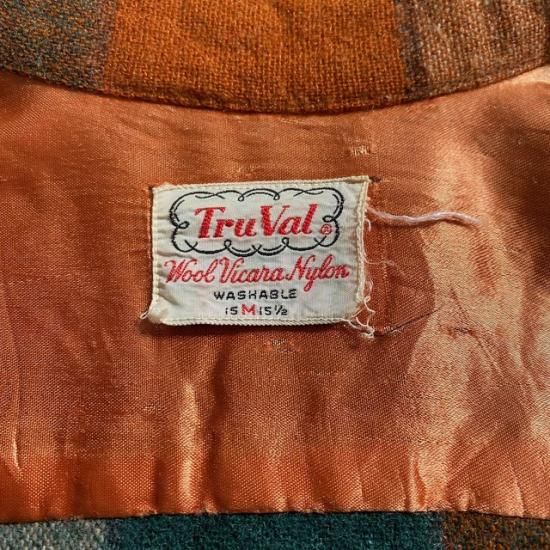 TruVal ®
Wool Vicara Nylon
WASHABLE
15 M 15½